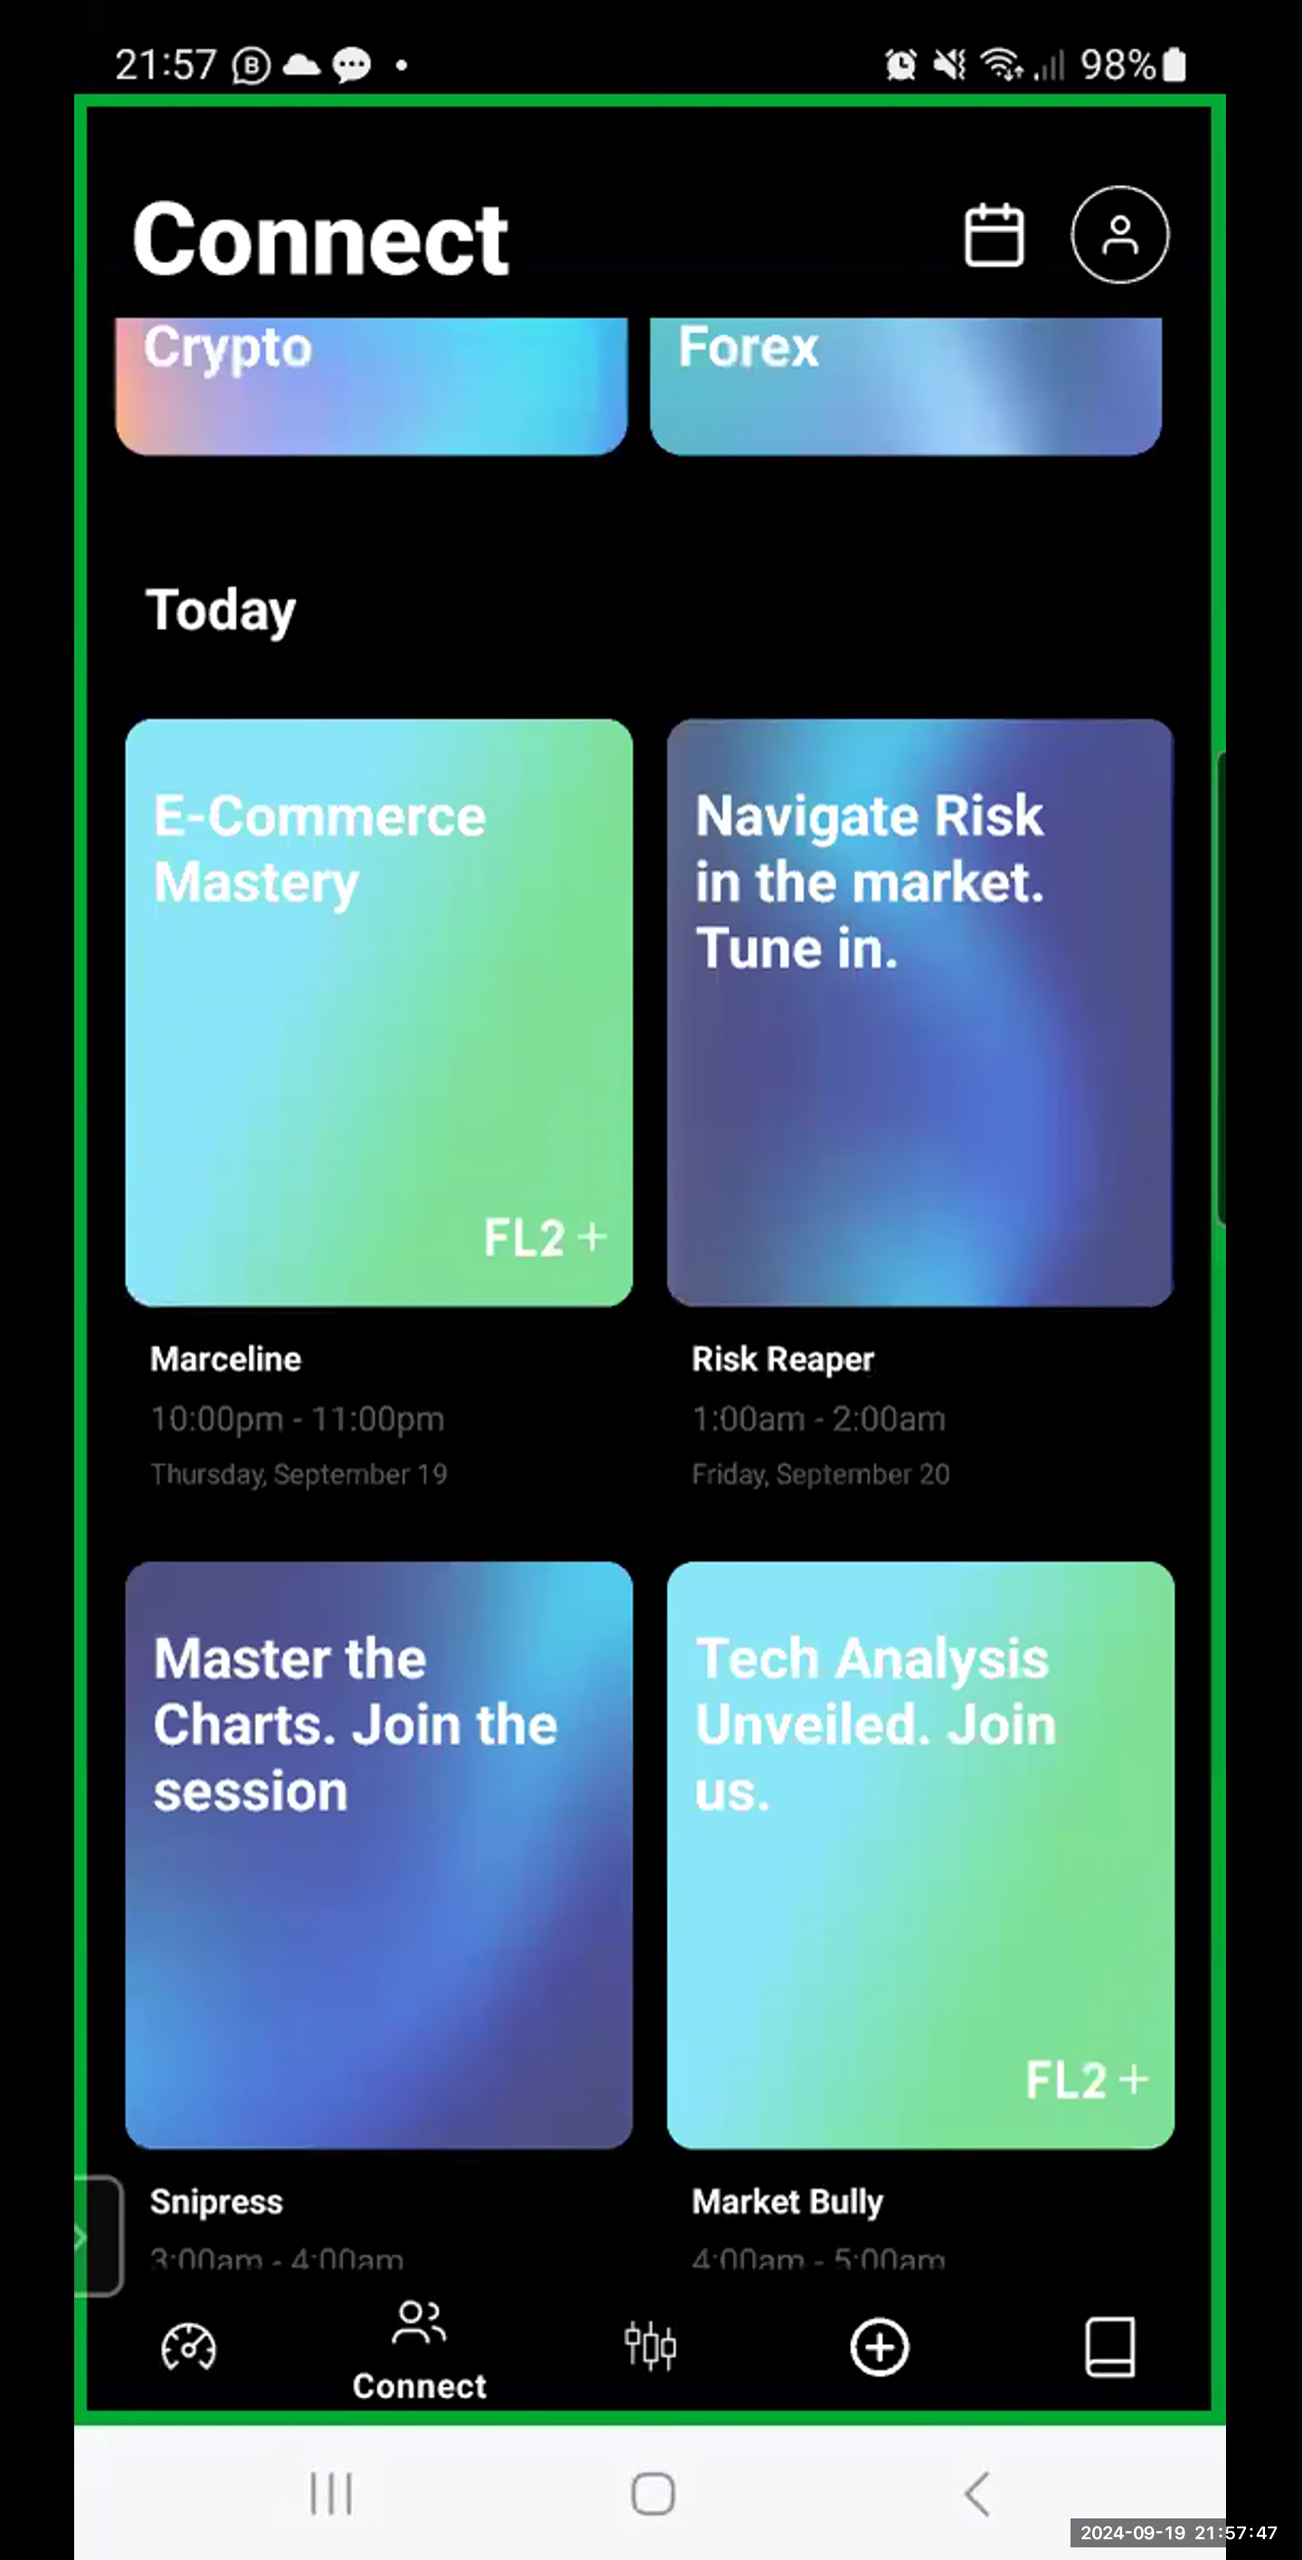 21:57
98%
Connect
Crypto
Forex
Today
E-Commerce
Mastery
FL2 +
Marceline
10:00pm - 11:00pm
Thursday, September 19
Navigate Risk
in the market.
Tune in.
Risk Reaper
1:00am - 2:00am
Friday, September 20
Master the
Charts. Join the
session
Snipress
3:00am - 4:00am
Tech Analysis
Unveiled. Join
us.
FL2 +
Market Bully
4:00am - 5:00am
Connect
2024-09-19 21:57:47